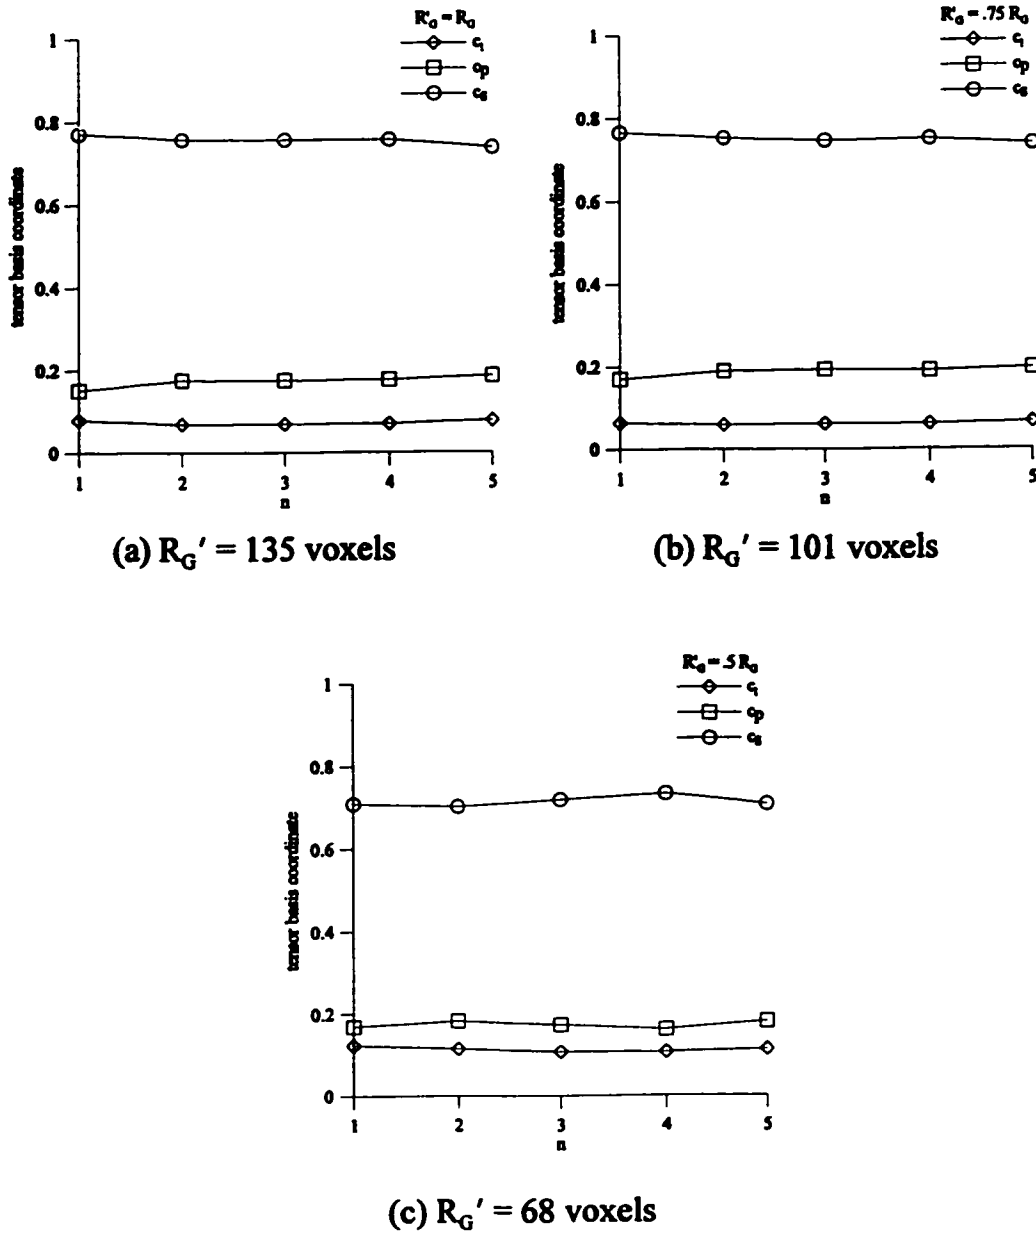 R'G = RG
cl
cp
cs
1
0.8
0.6
0.4
0.2
0
tensor basis coordinate
1 2 3 4 5
n
(a) RG′ = 135 voxels
R'G = .75 RG
cl
cp
cs
1
0.8
0.6
0.4
0.2
0
tensor basis coordinate
1 2 3 4 5
n
(b) RG′ = 101 voxels
R'G = .5 RG
cl
cp
cs
1
0.8
0.6
0.4
0.2
0
tensor basis coordinate
1 2 3 4 5
n
(c) RG′ = 68 voxels